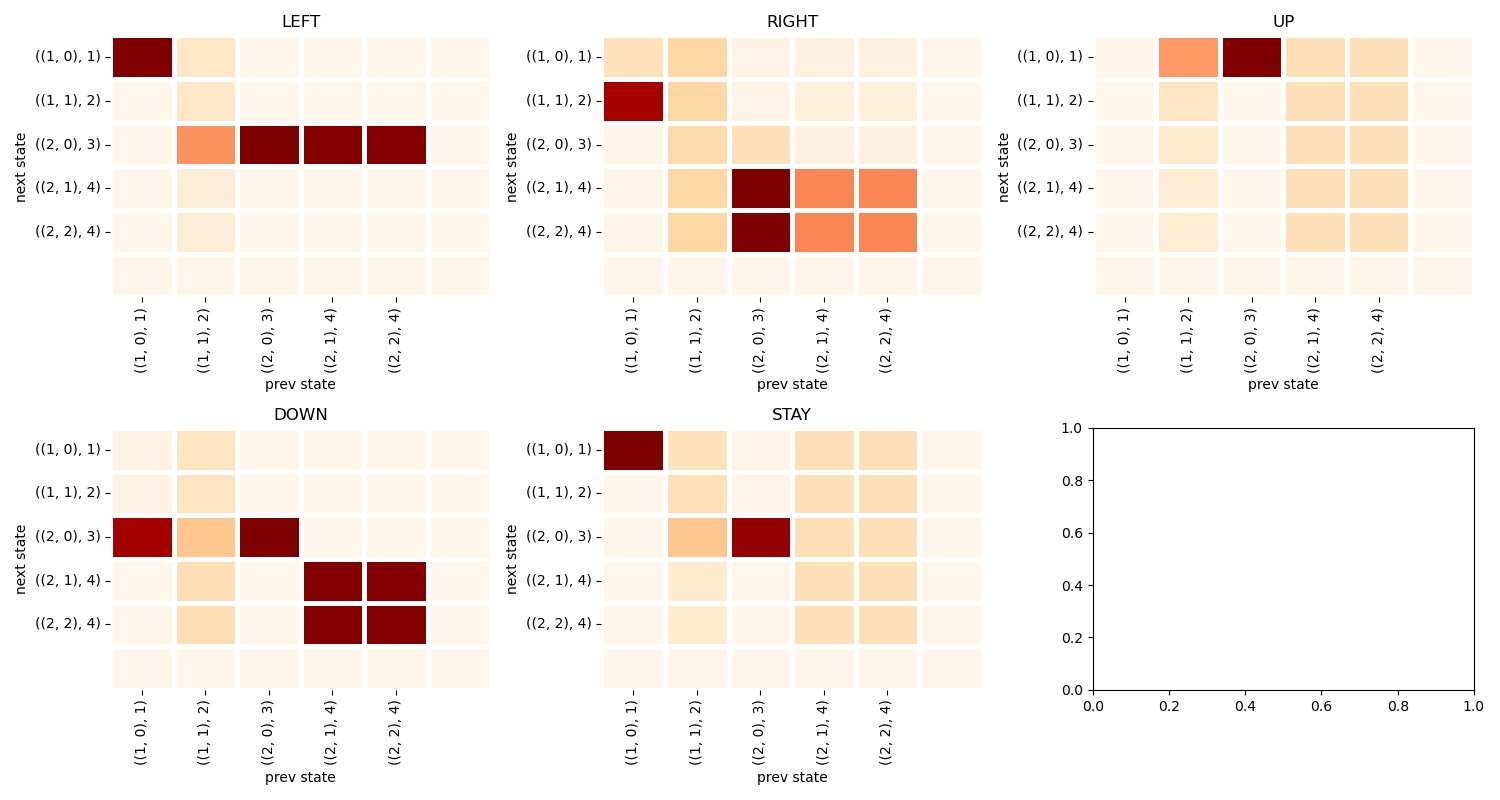 LEFT
((1, 0), 1)
((1, 1), 2)
((2, 0), 3)
((2, 1), 4)
((2, 2), 4)
next state
((1, 0), 1)
((1, 1), 2)
((2, 0), 3)
((2, 1), 4)
((2, 2), 4)
prev state
RIGHT
((1, 0), 1)
((1, 1), 2)
((2, 0), 3)
((2, 1), 4)
((2, 2), 4)
next state
((1, 0), 1)
((1, 1), 2)
((2, 0), 3)
((2, 1), 4)
((2, 2), 4)
prev state
UP
((1, 0), 1)
((1, 1), 2)
((2, 0), 3)
((2, 1), 4)
((2, 2), 4)
next state
((1, 0), 1)
((1, 1), 2)
((2, 0), 3)
((2, 1), 4)
((2, 2), 4)
prev state
DOWN
((1, 0), 1)
((1, 1), 2)
((2, 0), 3)
((2, 1), 4)
((2, 2), 4)
next state
((1, 0), 1)
((1, 1), 2)
((2, 0), 3)
((2, 1), 4)
((2, 2), 4)
prev state
STAY
((1, 0), 1)
((1, 1), 2)
((2, 0), 3)
((2, 1), 4)
((2, 2), 4)
next state
((1, 0), 1)
((1, 1), 2)
((2, 0), 3)
((2, 1), 4)
((2, 2), 4)
prev state
1.0
0.8
0.6
0.4
0.2
0.0
0.0 0.2 0.4 0.6 0.8 1.0